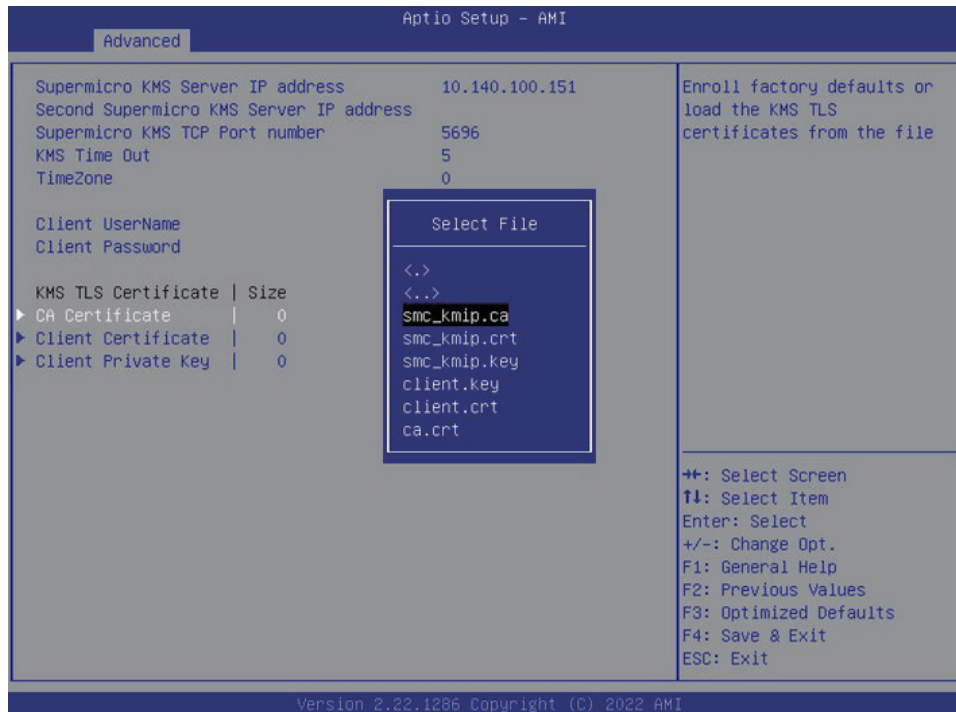 Aptio Setup – AMI
Advanced
Supermicro KMS Server IP address 10.140.100.151
Second Supermicro KMS Server IP address
Supermicro KMS TCP Port number 5696
KMS Time Out 5
TimeZone 0
Client UserName
Client Password
KMS TLS Certificate | Size
CA Certificate | 0
Client Certificate | 0
Client Private Key | 0
Select File
<.>
<..>
smc_kmip.ca
smc_kmip.crt
smc_kmip.key
client.key
client.crt
ca.crt
Enroll factory defaults or
load the KMS TLS
certificates from the file
→←: Select Screen
↑↓: Select Item
Enter: Select
+/-: Change Opt.
F1: General Help
F2: Previous Values
F3: Optimized Defaults
F4: Save & Exit
ESC: Exit
Version 2.22.1286 Copyright (C) 2022 AMI